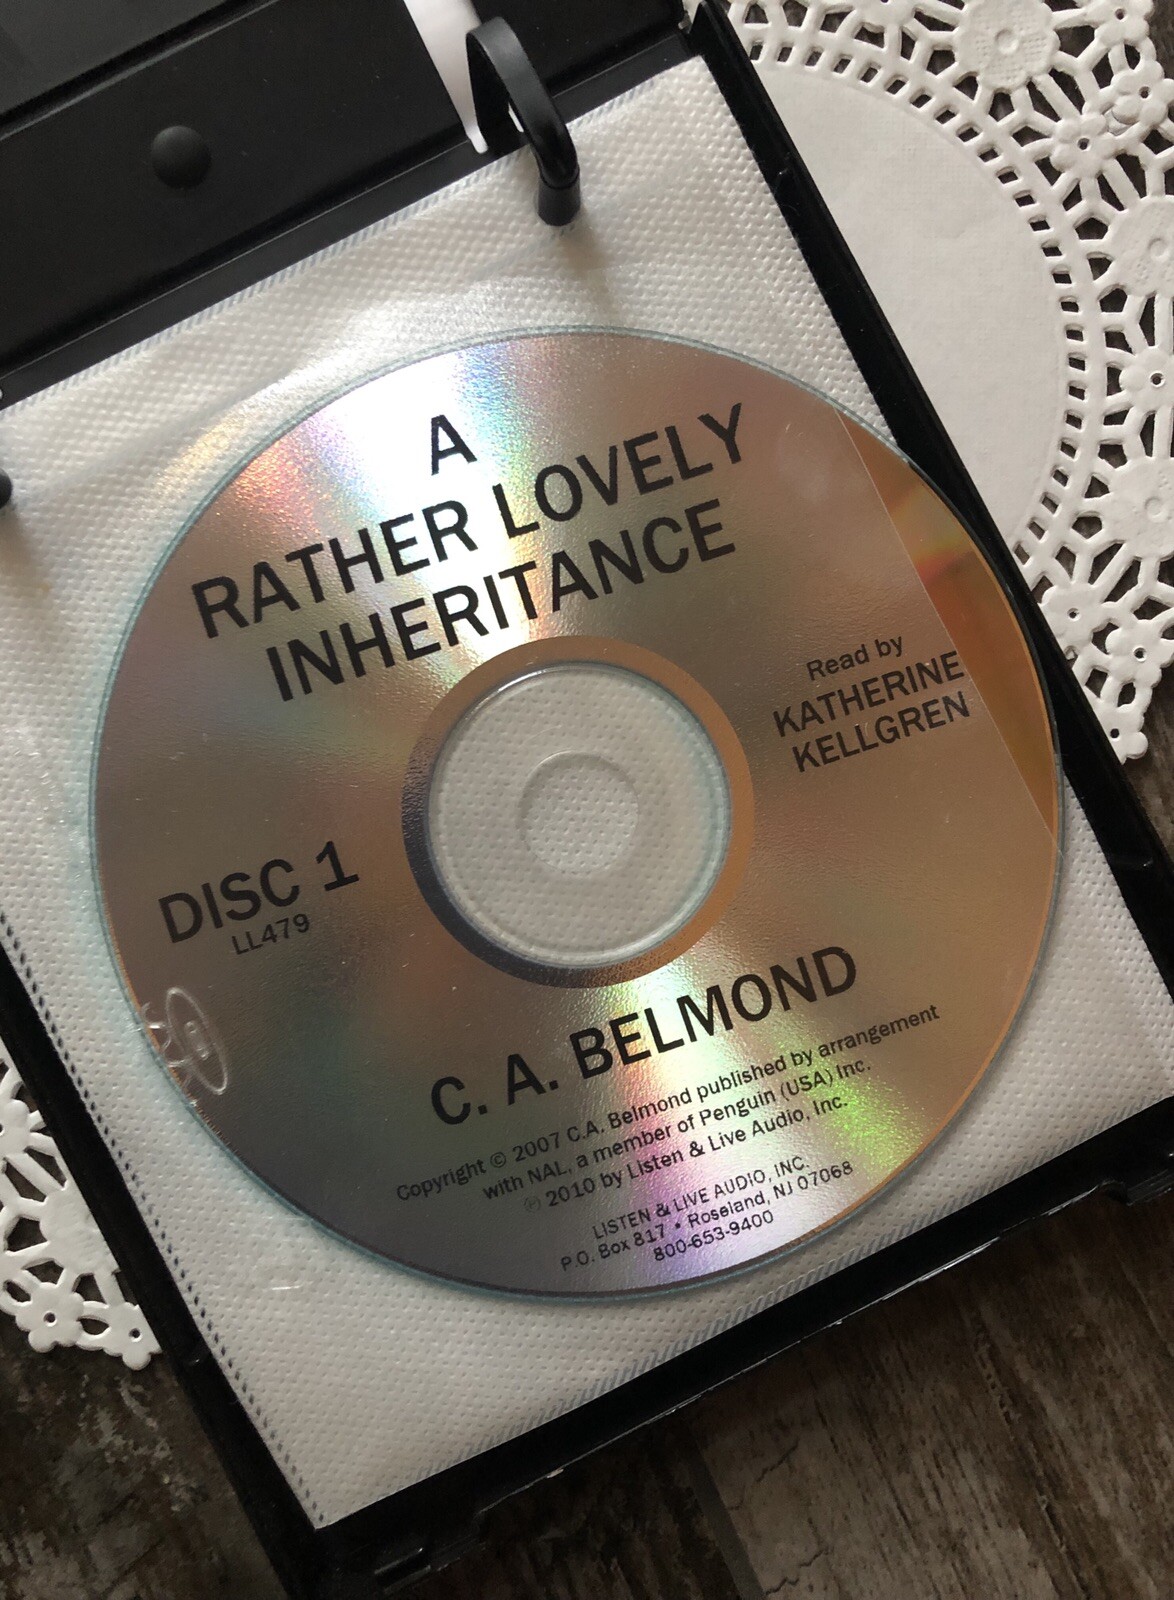 A
RATHER LOVELY
INHERITANCE
Read by
KATHERINE
KELLGREN
DISC 1
LL479
C. A. BELMOND
Copyright © 2007 C.A. Belmond published by arrangement
with NAL, a member of Penguin (USA) Inc.
℗ 2010 by Listen & Live Audio, Inc.
LISTEN & LIVE AUDIO, INC.
P.O. Box 817 • Roseland, NJ 07068
800-653-9400